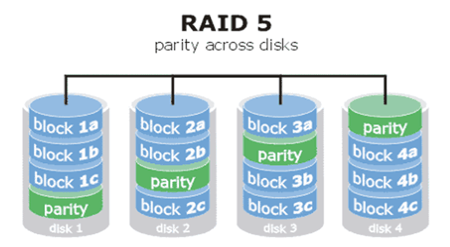 RAID 5
parity across disks
block 1a
block 1b
block 1c
parity
disk 1
block 2a
block 2b
parity
block 2c
disk 2
block 3a
parity
block 3b
block 3c
disk 3
parity
block 4a
block 4b
block 4c
disk 4